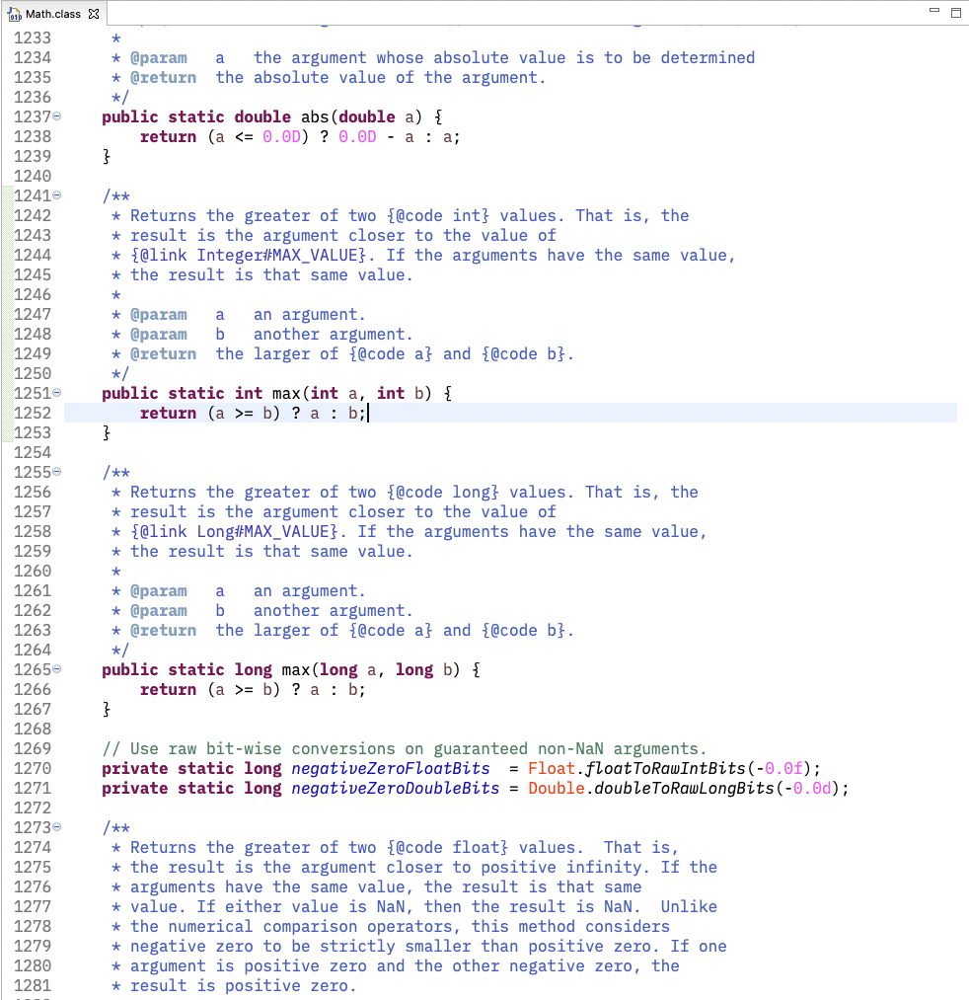 Math.class
1233 *
1234 * @param a the argument whose absolute value is to be determined
1235 * @return the absolute value of the argument.
1236 */
1237 public static double abs(double a) {
1238 return (a <= 0.0D) ? 0.0D - a : a;
1239 }
1240
1241 /**
1242 * Returns the greater of two {@code int} values. That is, the
1243 * result is the argument closer to the value of
1244 * {@link Integer#MAX_VALUE}. If the arguments have the same value,
1245 * the result is that same value.
1246 *
1247 * @param a an argument.
1248 * @param b another argument.
1249 * @return the larger of {@code a} and {@code b}.
1250 */
1251 public static int max(int a, int b) {
1252 return (a >= b) ? a : b;
1253 }
1254
1255 /**
1256 * Returns the greater of two {@code long} values. That is, the
1257 * result is the argument closer to the value of
1258 * {@link Long#MAX_VALUE}. If the arguments have the same value,
1259 * the result is that same value.
1260 *
1261 * @param a an argument.
1262 * @param b another argument.
1263 * @return the larger of {@code a} and {@code b}.
1264 */
1265 public static long max(long a, long b) {
1266 return (a >= b) ? a : b;
1267 }
1268
1269 // Use raw bit-wise conversions on guaranteed non-NaN arguments.
1270 private static long negativeZeroFloatBits = Float.floatToRawIntBits(-0.0f);
1271 private static long negativeZeroDoubleBits = Double.doubleToRawLongBits(-0.0d);
1272
1273 /**
1274 * Returns the greater of two {@code float} values. That is,
1275 * the result is the argument closer to positive infinity. If the
1276 * arguments have the same value, the result is that same
1277 * value. If either value is NaN, then the result is NaN. Unlike
1278 * the numerical comparison operators, this method considers
1279 * negative zero to be strictly smaller than positive zero. If one
1280 * argument is positive zero and the other negative zero, the
1281 * result is positive zero.